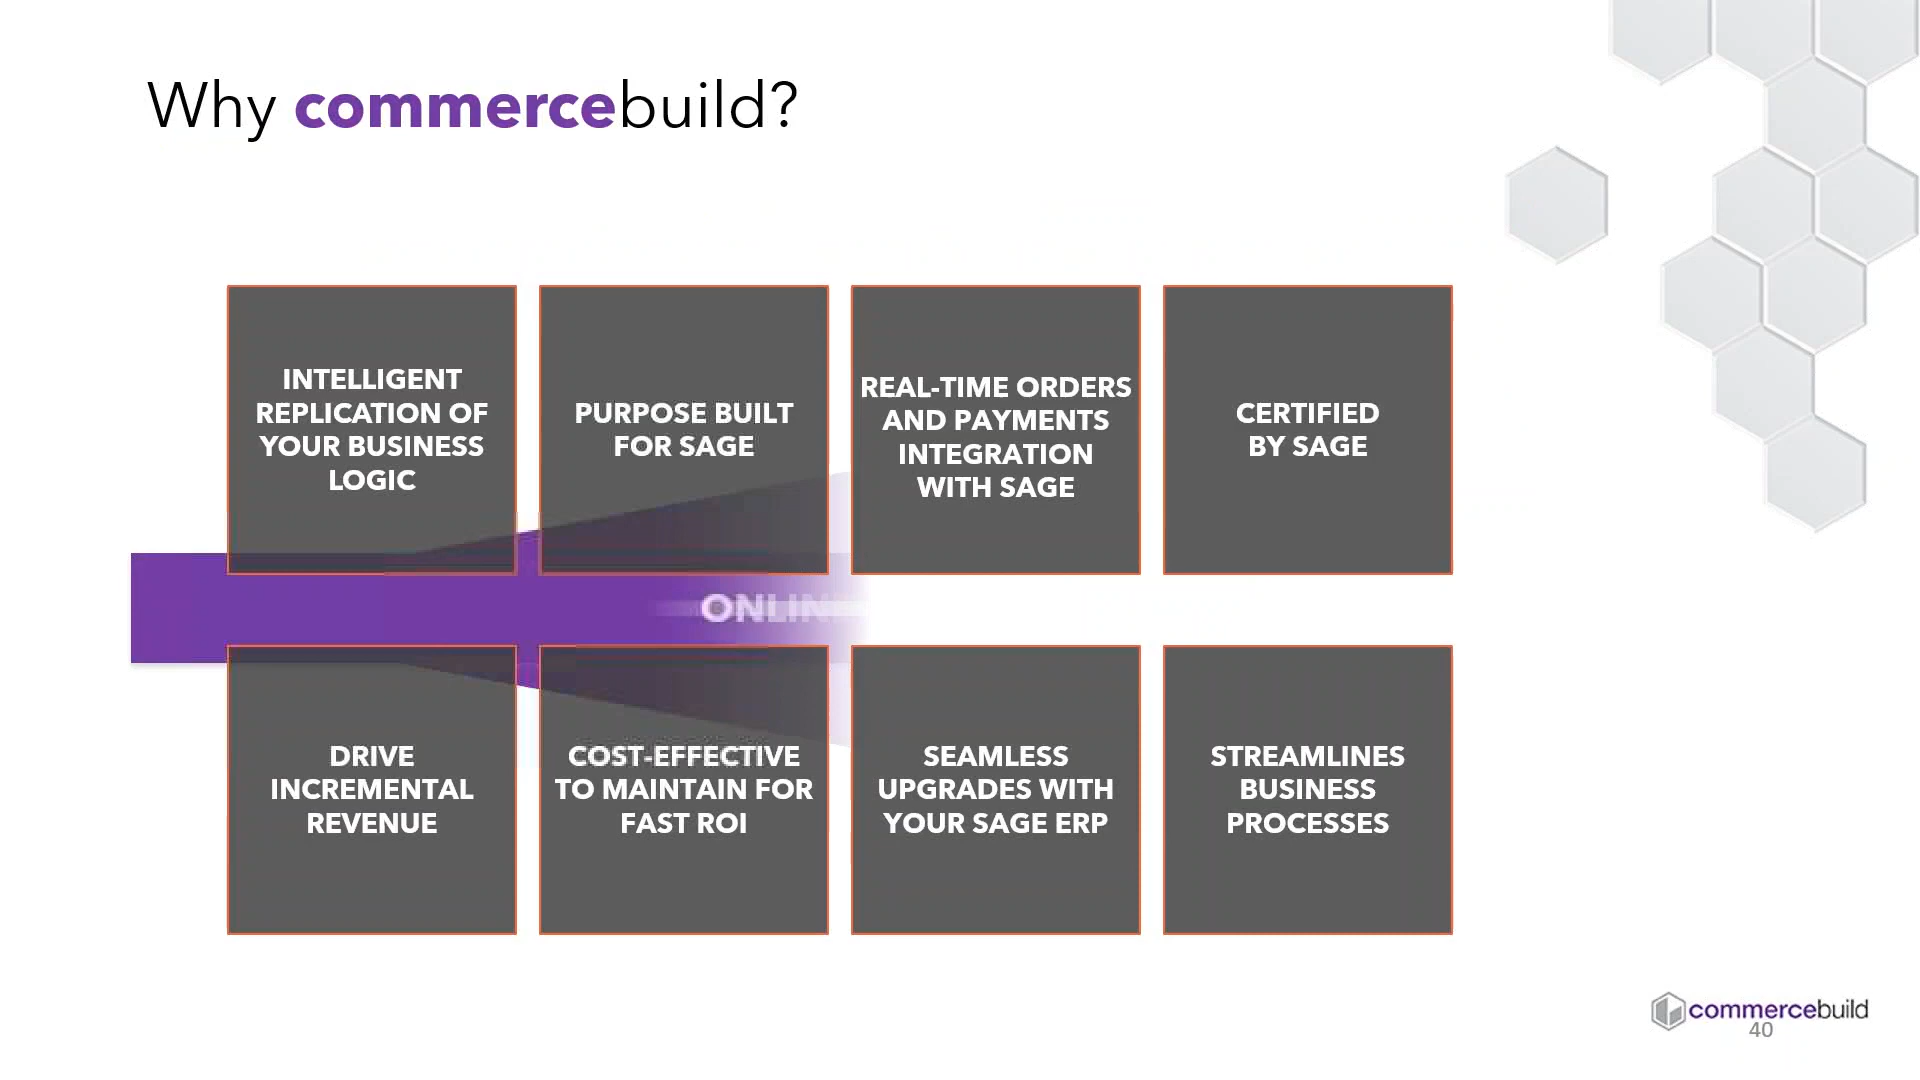 Why commercebuild?
INTELLIGENT
REPLICATION OF
YOUR BUSINESS
LOGIC
PURPOSE BUILT
FOR SAGE
REAL-TIME ORDERS
AND PAYMENTS
INTEGRATION
WITH SAGE
CERTIFIED
BY SAGE
DRIVE
INCREMENTAL
REVENUE
COST-EFFECTIVE
TO MAINTAIN FOR
FAST ROI
SEAMLESS
UPGRADES WITH
YOUR SAGE ERP
STREAMLINES
BUSINESS
PROCESSES
commercebuild
40